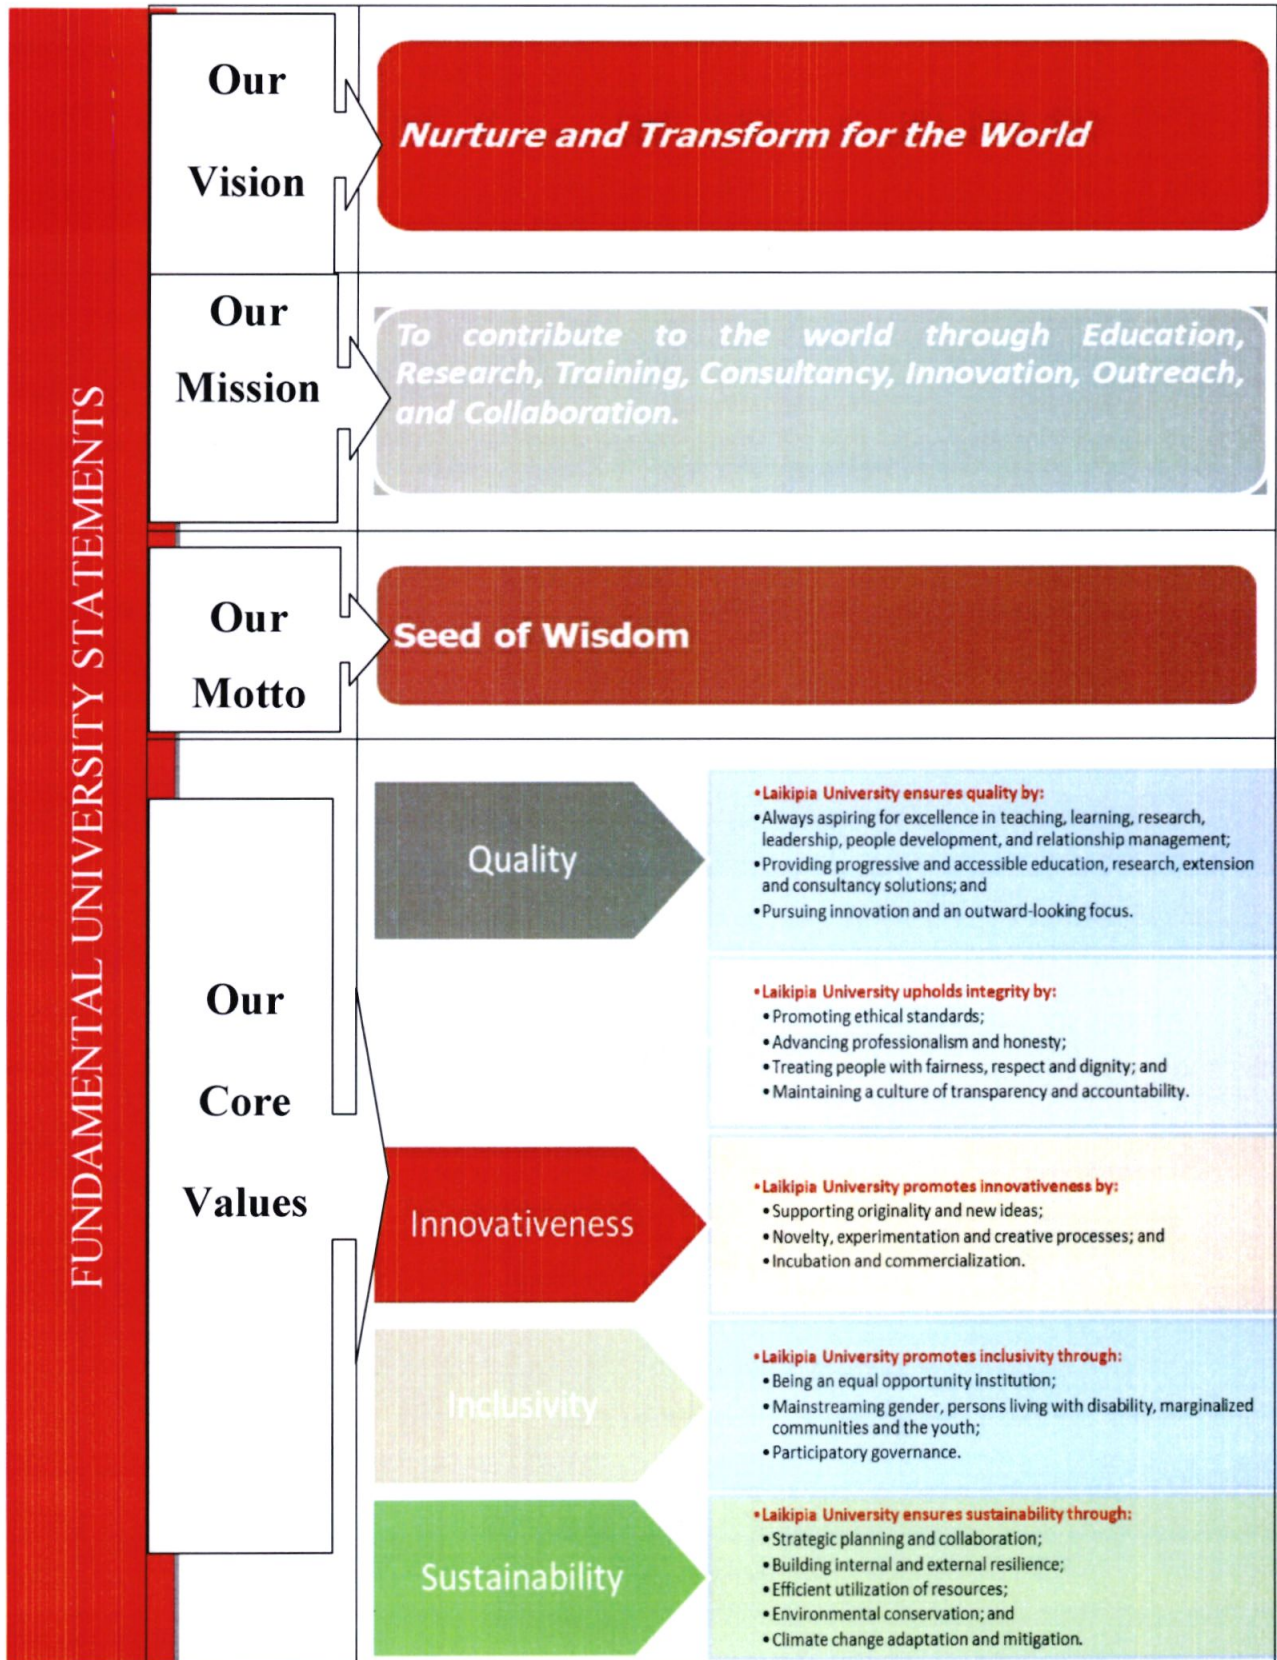 FUNDAMENTAL UNIVERSITY STATEMENTS
Our
Vision
Nurture and Transform for the World
Our
Mission
To contribute to the world through Education,
Research, Training, Consultancy, Innovation, Outreach,
and Collaboration.
Our
Motto
Seed of Wisdom
Our
Core
Values
Quality
•Laikipia University ensures quality by:
•Always aspiring for excellence in teaching, learning, research,
leadership, people development, and relationship management;
•Providing progressive and accessible education, research, extension
and consultancy solutions; and
•Pursuing innovation and an outward-looking focus.
•Laikipia University upholds integrity by:
•Promoting ethical standards;
•Advancing professionalism and honesty;
•Treating people with fairness, respect and dignity; and
•Maintaining a culture of transparency and accountability.
Innovativeness
•Laikipia University promotes innovativeness by:
•Supporting originality and new ideas;
•Novelty, experimentation and creative processes; and
•Incubation and commercialization.
Inclusivity
•Laikipia University promotes inclusivity through:
•Being an equal opportunity institution;
•Mainstreaming gender, persons living with disability, marginalized
communities and the youth;
•Participatory governance.
Sustainability
•Laikipia University ensures sustainability through:
•Strategic planning and collaboration;
•Building internal and external resilience;
•Efficient utilization of resources;
•Environmental conservation; and
•Climate change adaptation and mitigation.